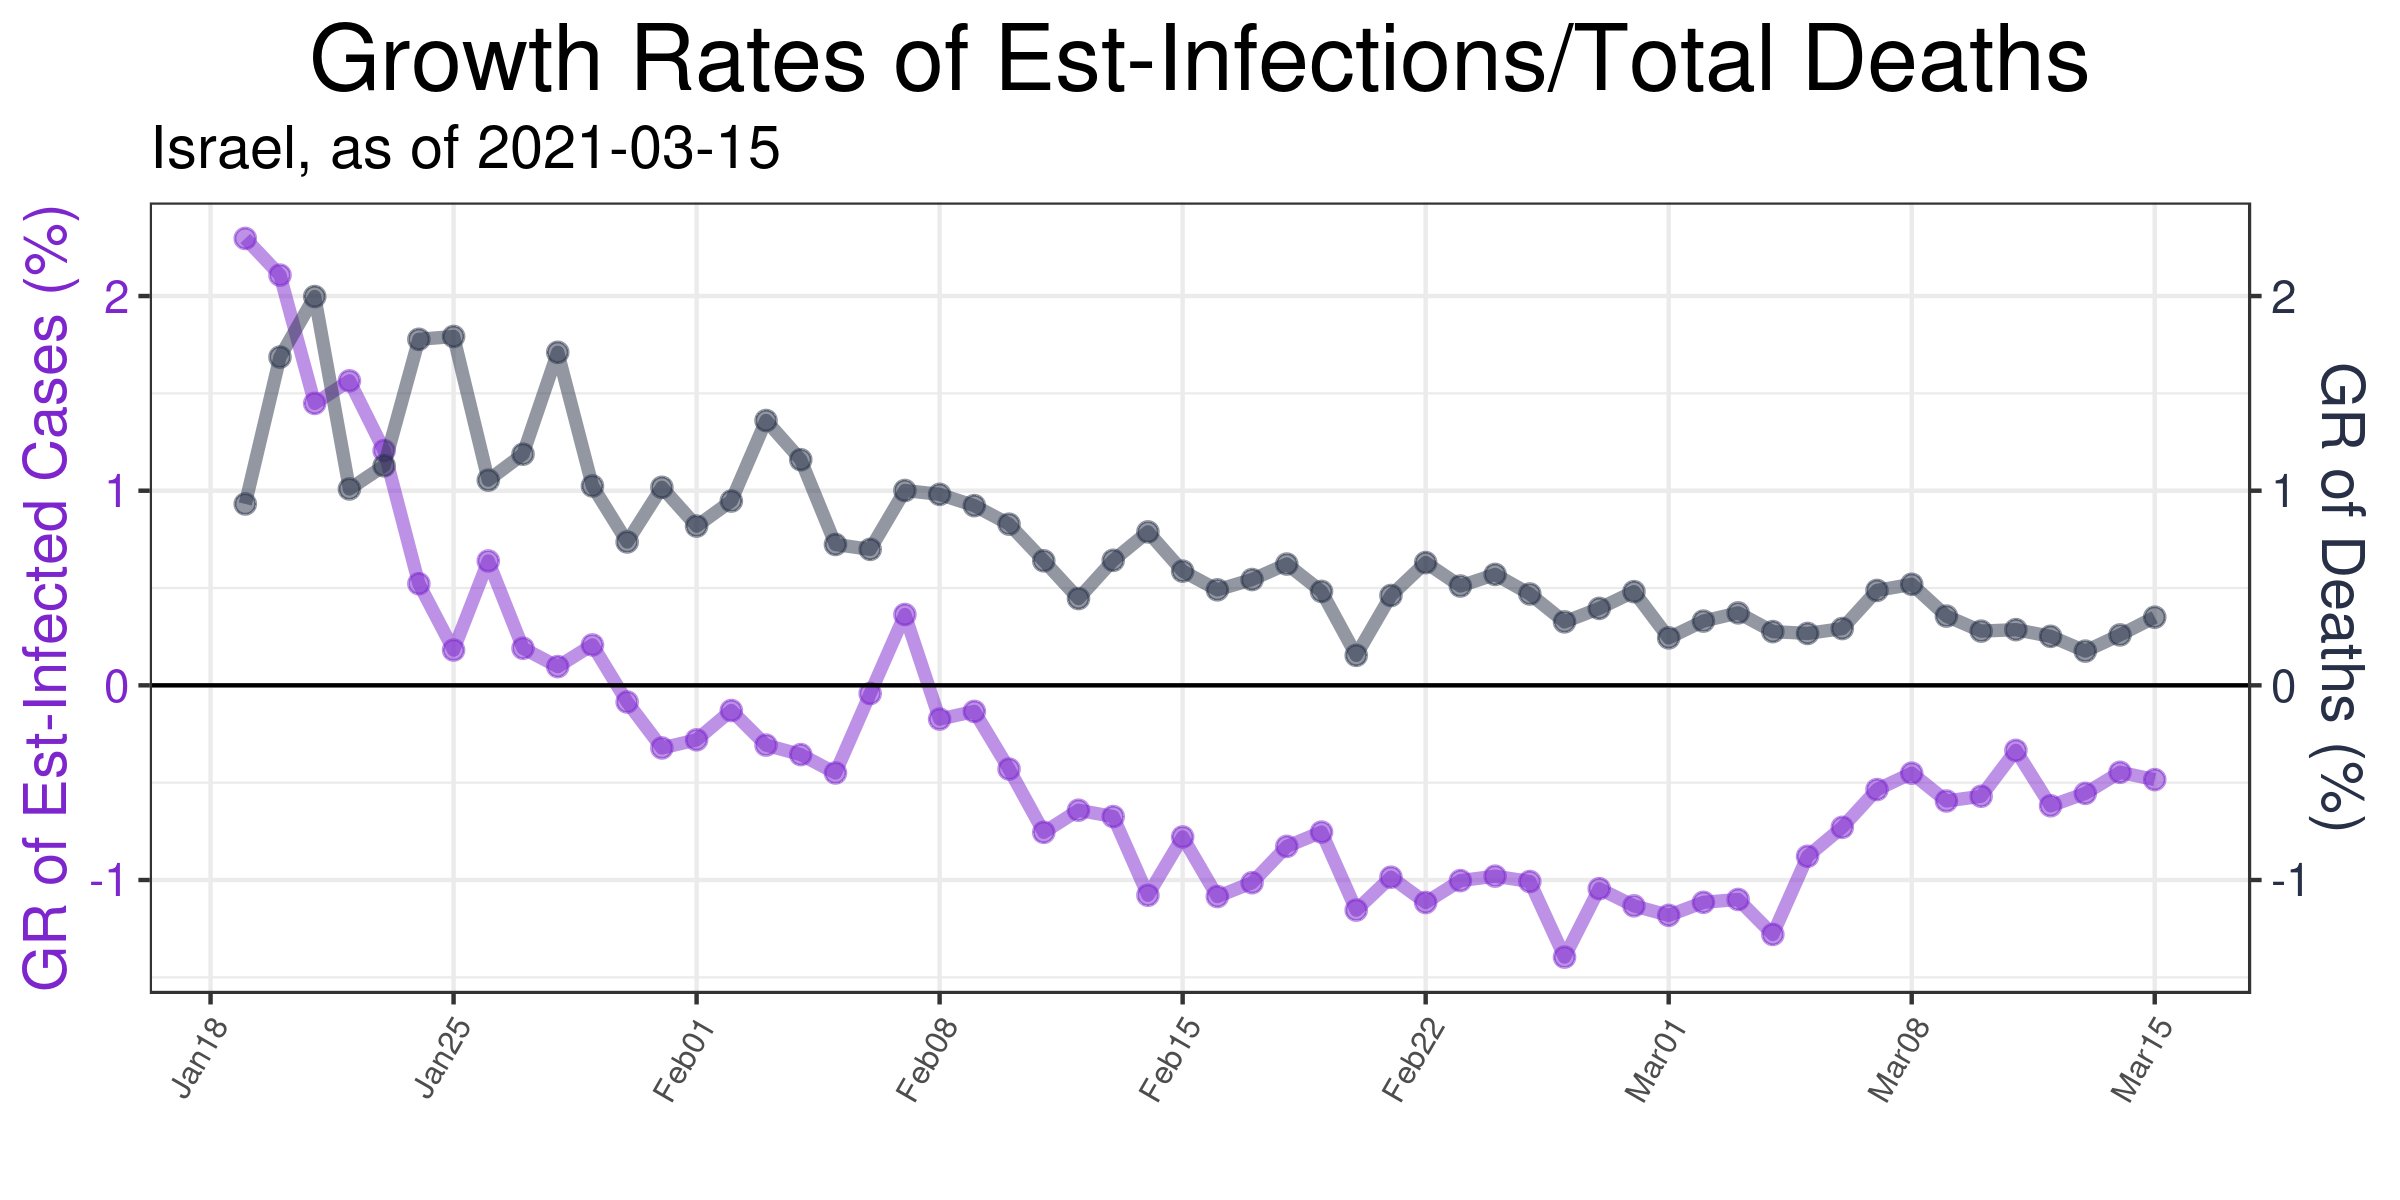 Growth Rates of Est-Infections/Total Deaths
Israel, as of 2021-03-15
GR of Est-Infected Cases (%)
2
1
0
-1
2
1
0
-1
GR of Deaths (%)
Jan18
Jan25
Feb01
Feb08
Feb15
Feb22
Mar01
Mar08
Mar15